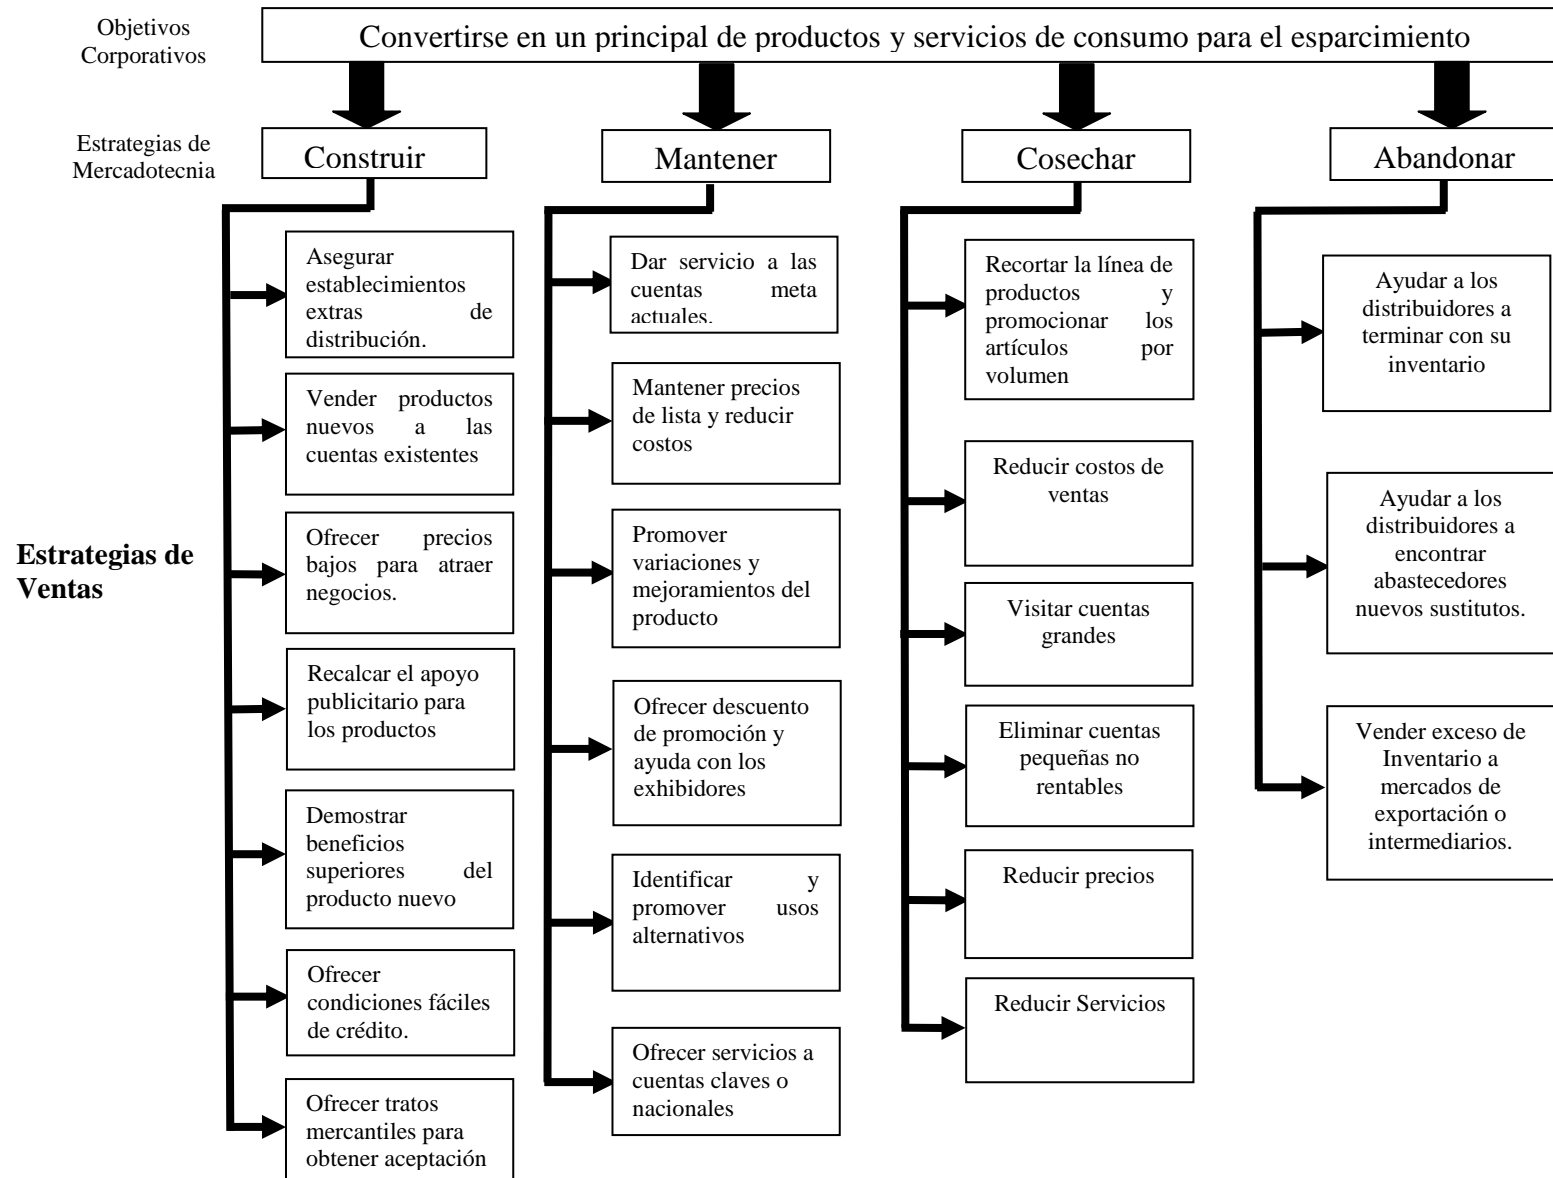 Objetivos
Corporativos
Convertirse en un principal de productos y servicios de consumo para el esparcimiento
Estrategias de
Mercadotecnia
Construir
Mantener
Cosechar
Abandonar
Estrategias de
Ventas
Asegurar
establecimientos
extras de
distribución.
Vender productos
nuevos a las
cuentas existentes
Ofrecer precios
bajos para atraer
negocios.
Recalcar el apoyo
publicitario para
los productos
Demostrar
beneficios
superiores del
producto nuevo
Ofrecer
condiciones fáciles
de crédito.
Ofrecer tratos
mercantiles para
obtener aceptación
Dar servicio a las
cuentas meta
actuales.
Mantener precios
de lista y reducir
costos
Promover
variaciones y
mejoramientos del
producto
Ofrecer descuento
de promoción y
ayuda con los
exhibidores
Identificar y
promover usos
alternativos
Ofrecer servicios a
cuentas claves o
nacionales
Recortar la línea de
productos y
promocionar los
artículos por
volumen
Reducir costos de
ventas
Visitar cuentas
grandes
Eliminar cuentas
pequeñas no
rentables
Reducir precios
Reducir Servicios
Ayudar a los
distribuidores a
terminar con su
inventario
Ayudar a los
distribuidores a
encontrar
abastecedores
nuevos sustitutos.
Vender exceso de
Inventario a
mercados de
exportación o
intermediarios.